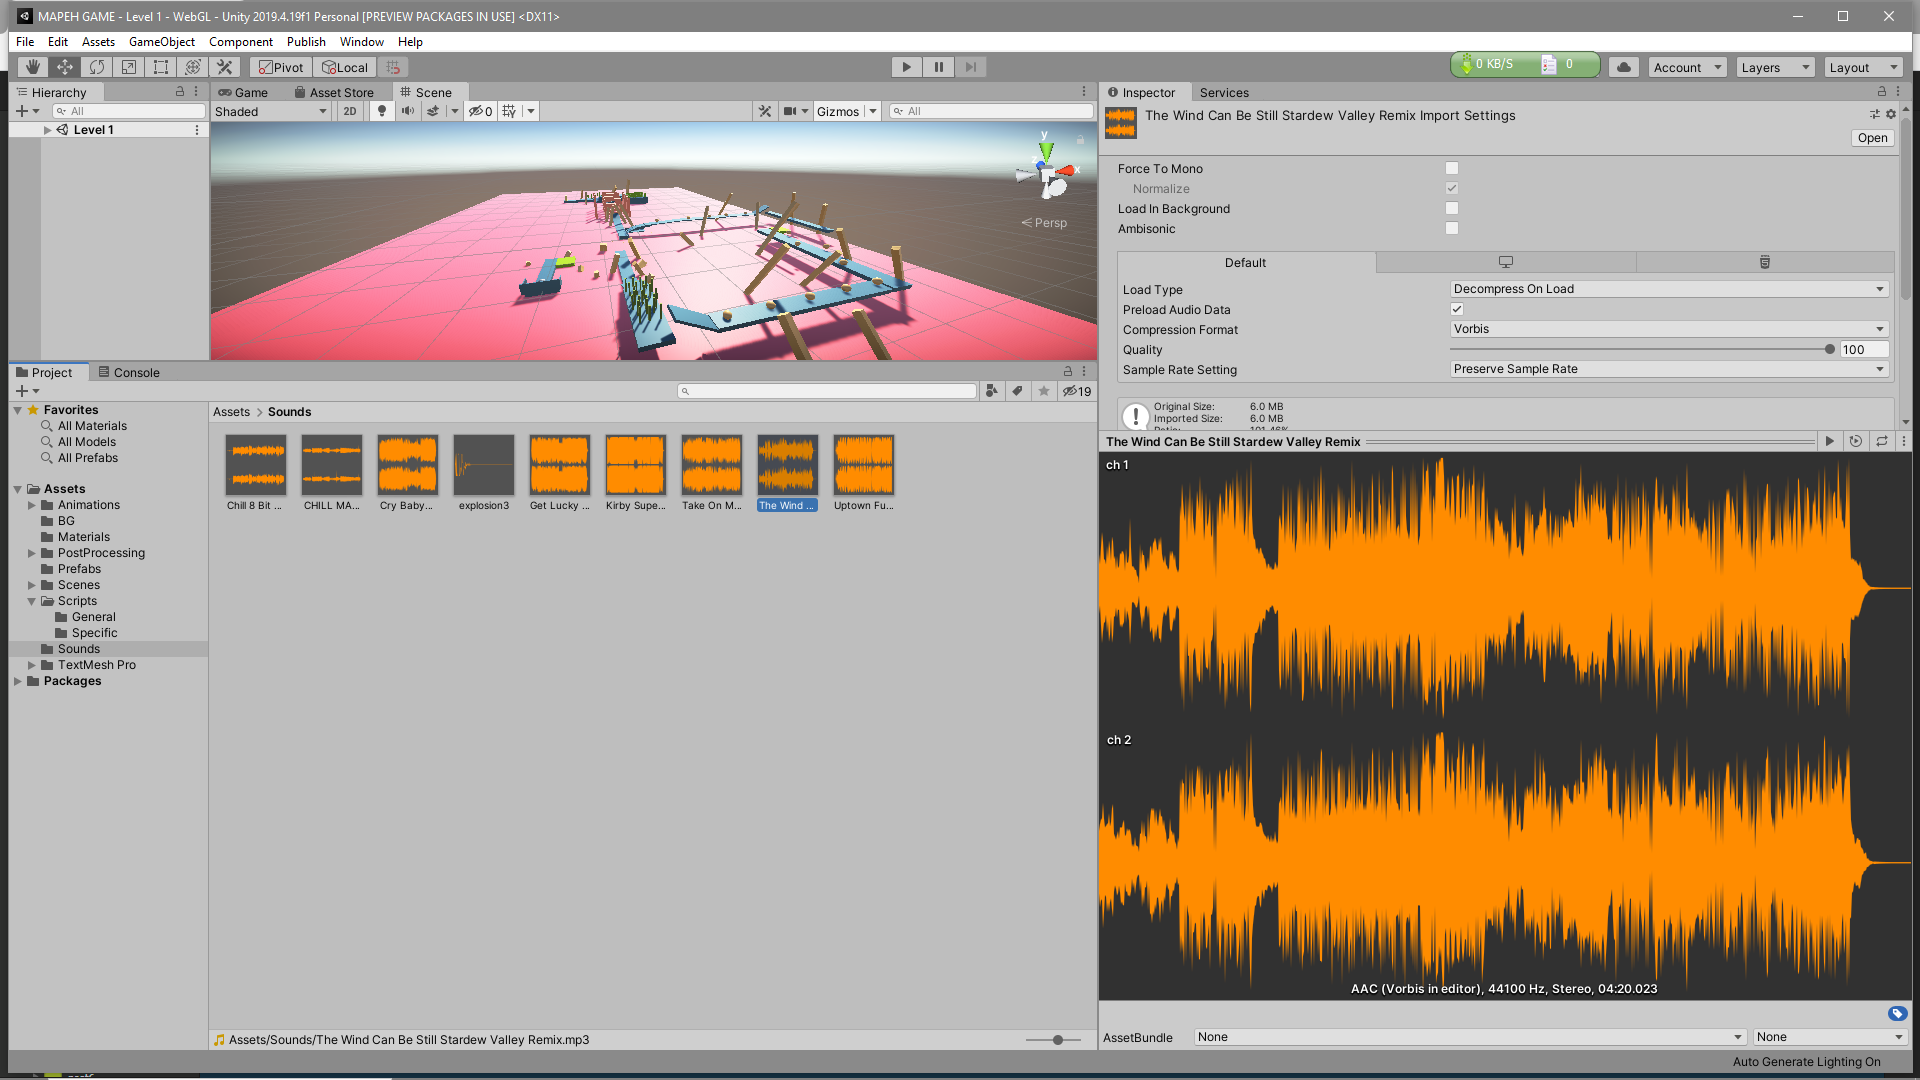 MAPEH GAME - Level 1 - WebGL - Unity 2019.4.19f1 Personal [PREVIEW PACKAGES IN USE] <DX11>
File Edit Assets GameObject Component Publish Window Help
Pivot Local
0 KB/S 0
Account Layers Layout
Hierarchy
All
Level 1
Game Asset Store Scene
Shaded 2D 0 Gizmos All
y
x
z
Persp
Inspector Services
The Wind Can Be Still Stardew Valley Remix Import Settings
Open
Force To Mono
Normalize
Load In Background
Ambisonic
Default
Load Type Decompress On Load
Preload Audio Data
Compression Format Vorbis
Quality 100
Sample Rate Setting Preserve Sample Rate
Original Size: 6.0 MB
Imported Size: 6.0 MB
Ratio: 101.46%
Project Console
19
Favorites
All Materials
All Models
All Prefabs
Assets
Animations
BG
Materials
PostProcessing
Prefabs
Scenes
Scripts
General
Specific
Sounds
TextMesh Pro
Packages
Assets > Sounds
Chill 8 Bit ...
CHILL MA...
Cry Baby...
explosion3
Get Lucky ...
Kirby Supe...
Take On M...
The Wind ...
Uptown Fu...
Assets/Sounds/The Wind Can Be Still Stardew Valley Remix.mp3
The Wind Can Be Still Stardew Valley Remix
ch 1
ch 2
AAC (Vorbis in editor), 44100 Hz, Stereo, 04:20.023
AssetBundle None None
Auto Generate Lighting On